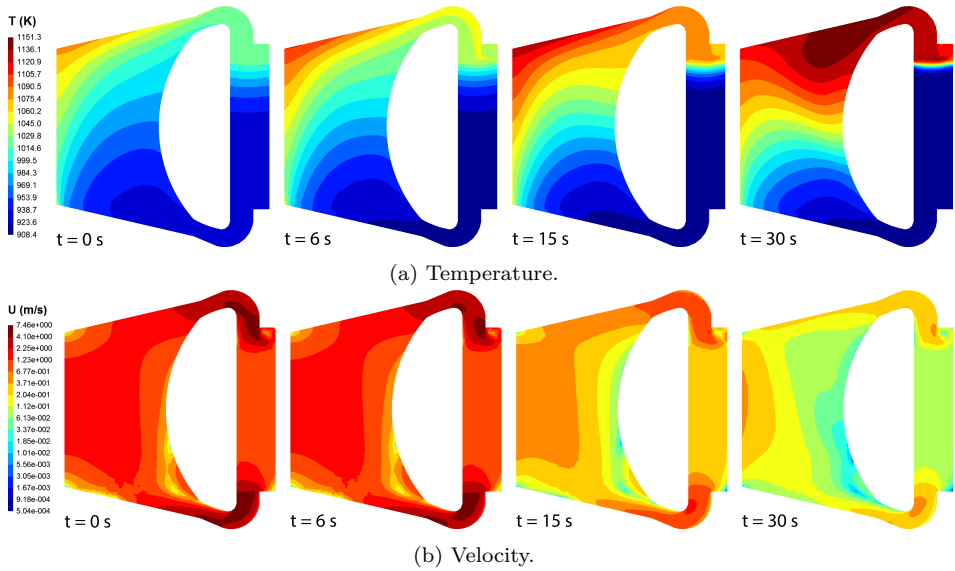 T (K)
1151.3
1136.1
1120.9
1105.7
1090.5
1075.4
1060.2
1045.0
1029.8
1014.6
999.5
984.3
969.1
953.9
938.7
923.6
908.4
t = 0 s
t = 6 s
t = 15 s
t = 30 s
(a) Temperature.
U (m/s)
7.46e+000
4.10e+000
2.25e+000
1.23e+000
6.77e-001
3.71e-001
2.04e-001
1.12e-001
6.13e-002
3.37e-002
1.85e-002
1.01e-002
5.56e-003
3.05e-003
1.67e-003
9.18e-004
5.04e-004
t = 0 s
t = 6 s
t = 15 s
t = 30 s
(b) Velocity.